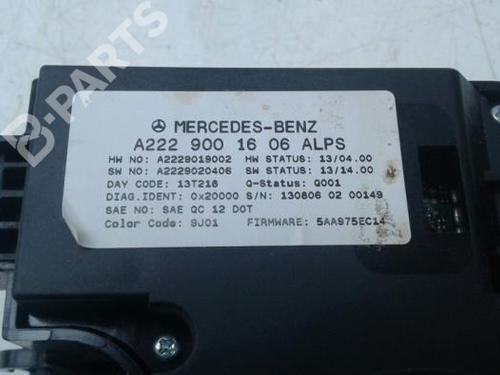 B-PARTS
MERCEDES-BENZ
A222 900 16 06 ALPS
HW NO: A2229019002 HW STATUS: 13/04.00
SW NO: A2229020406 SW STATUS: 13/14.00
DAY CODE: 13T218 Q-Status: Q001
DIAG.IDENT: 0x20000 S/N: 130806 02 00149
SAE NO: SAE QC 12 DOT
Color Code: 9J01 FIRMWARE: 5AA975EC14